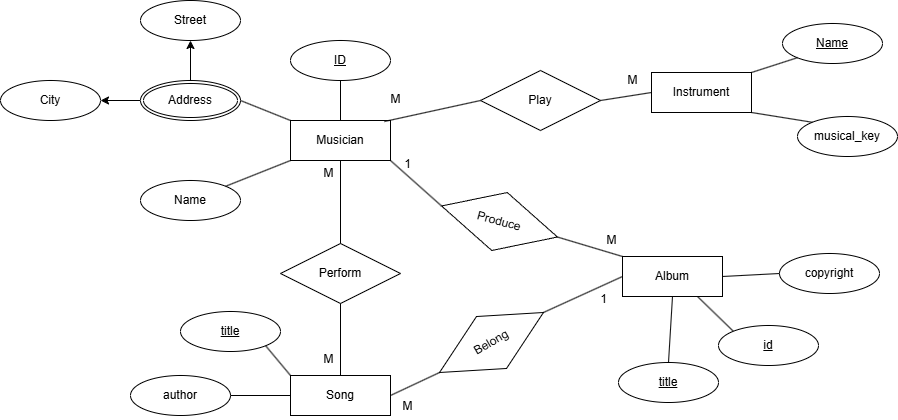 Street
Name
ID
M
City
Address
M
Play
Instrument
Musician
musical_key
M
1
Name
Produce
M
Perform
Album
copyright
1
title
Belong
id
M
title
author
Song
M